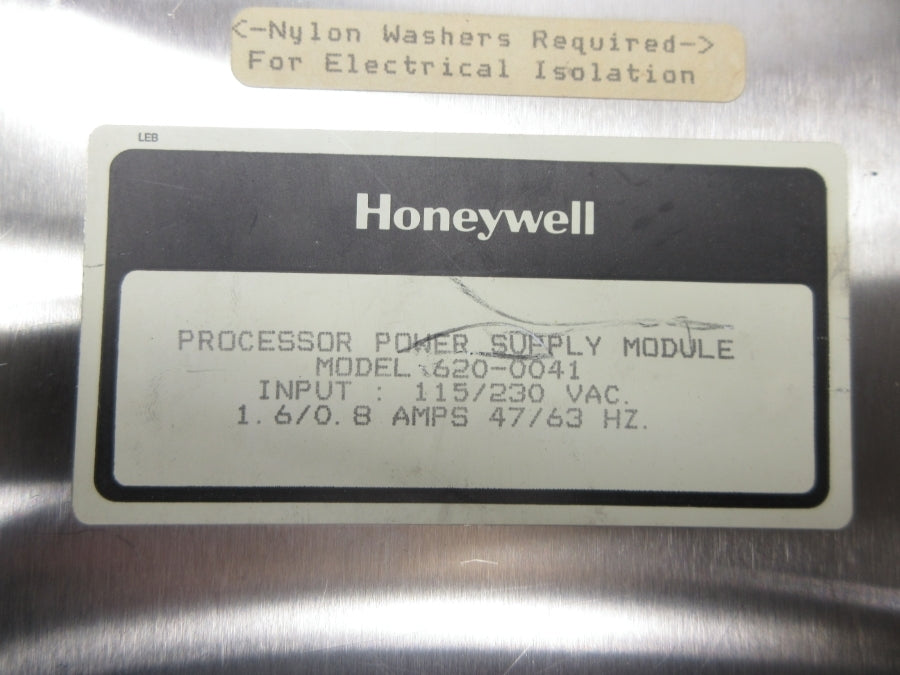 <-Nylon Washers Required->
For Electrical Isolation
LEB
Honeywell
PROCESSOR POWER SUPPLY MODULE
MODEL 620-0041
INPUT : 115/230 VAC.
1.6/0.8 AMPS 47/63 HZ.